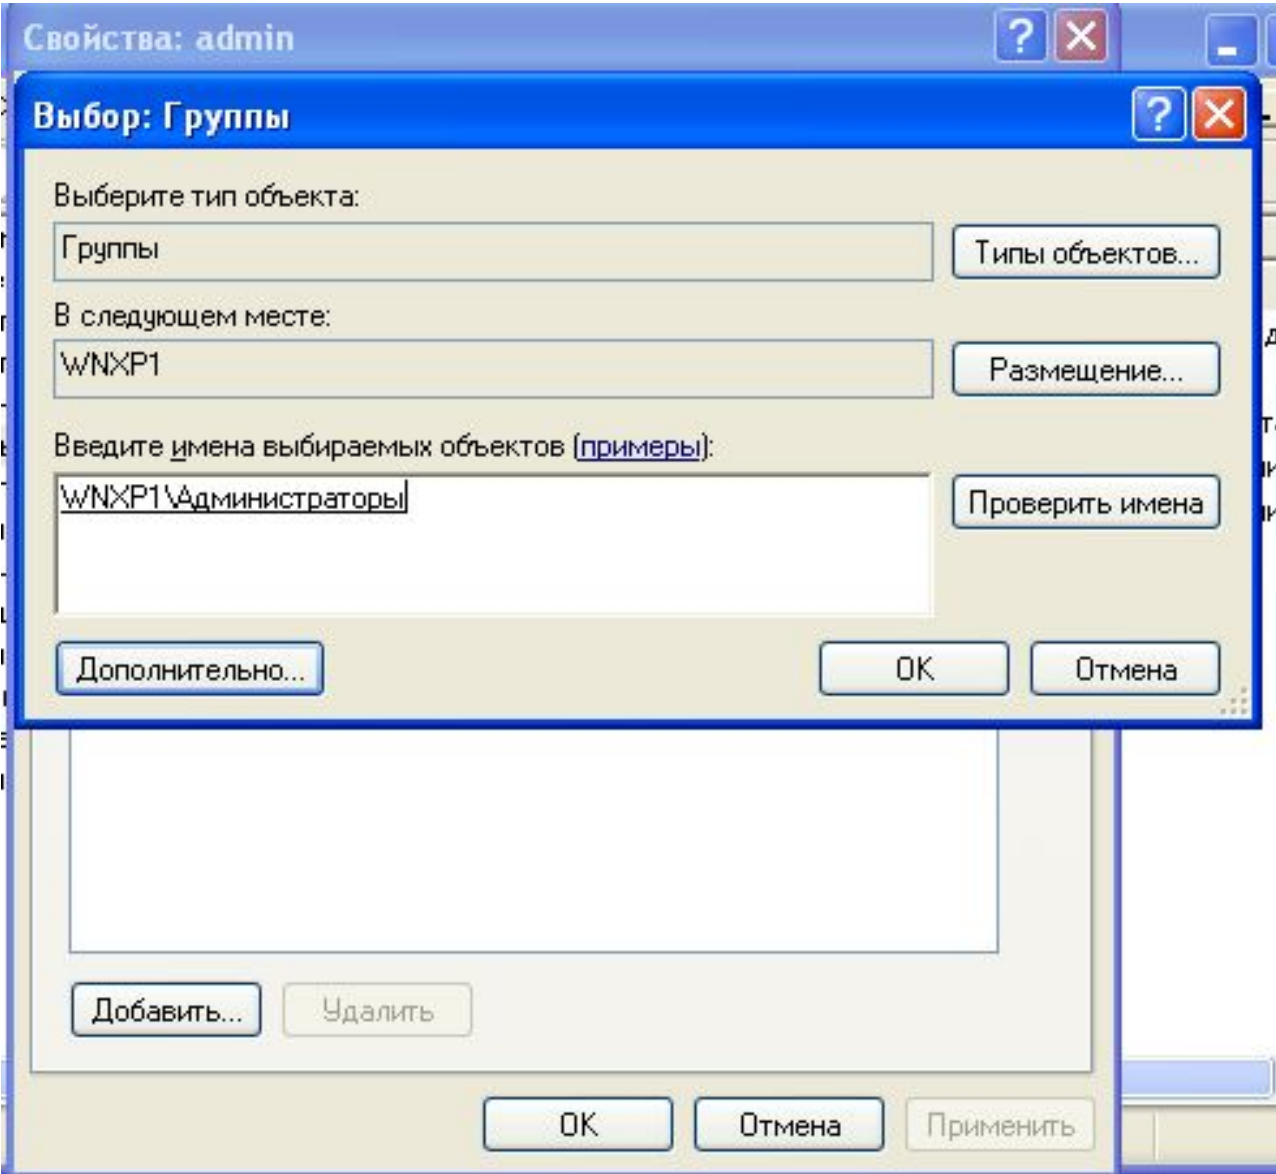 Свойства: admin
Выбор: Группы
Выберите тип объекта:
Группы
Типы объектов...
В следующем месте:
WNXP1
Размещение...
Введите имена выбираемых объектов (примеры):
WNXP1\Администраторы
Проверить имена
Дополнительно...
OK
Отмена
Добавить...
Удалить
OK
Отмена
Применить